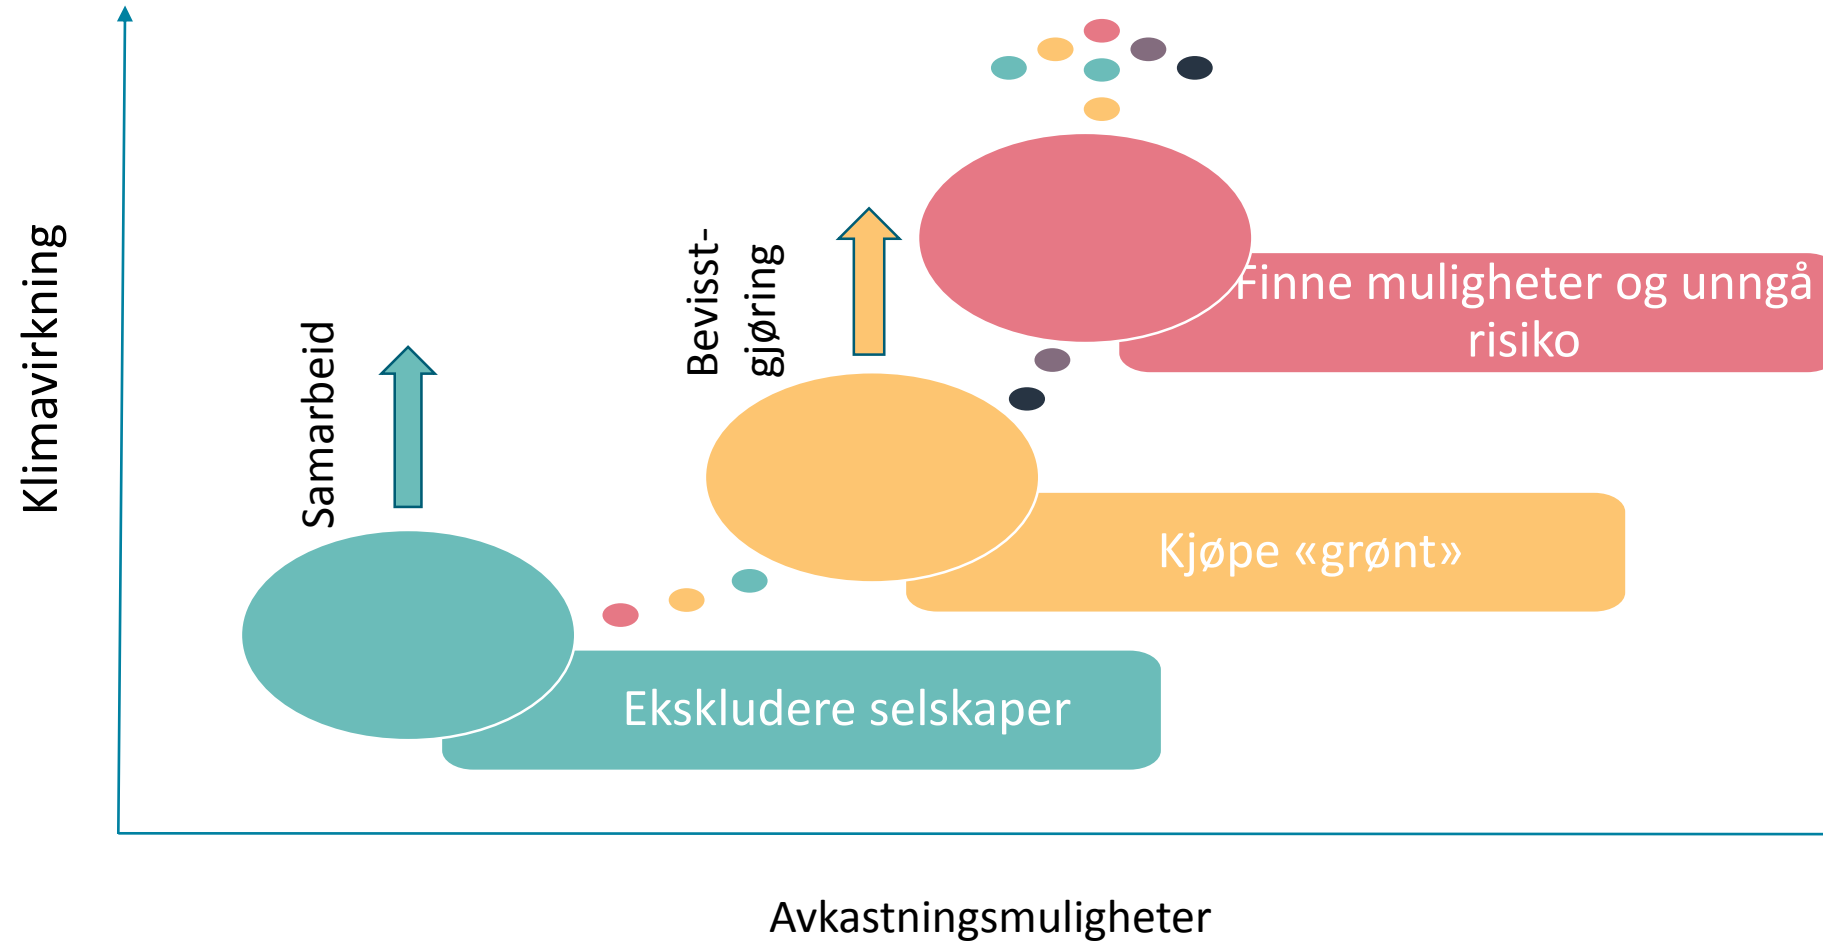 Klimavirkning
Samarbeid
Bevisst-
gjøring
Finne muligheter og unngå
risiko
Kjøpe «grønt»
Ekskludere selskaper
Avkastningsmuligheter